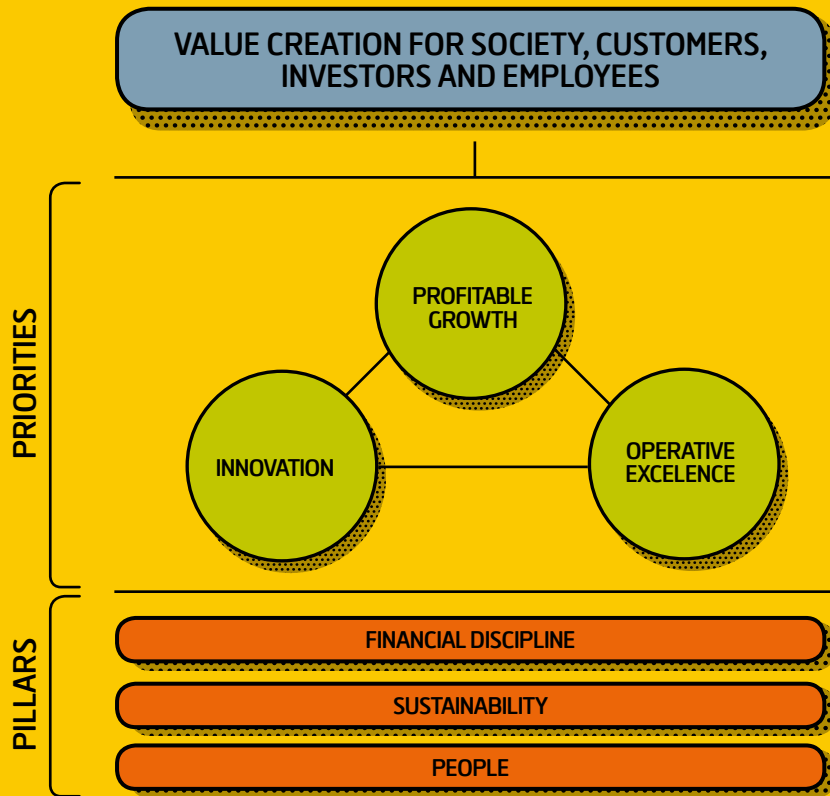 VALUE CREATION FOR SOCIETY, CUSTOMERS,
INVESTORS AND EMPLOYEES
PRIORITIES
PROFITABLE
GROWTH
INNOVATION
OPERATIVE
EXCELENCE
PILLARS
FINANCIAL DISCIPLINE
SUSTAINABILITY
PEOPLE